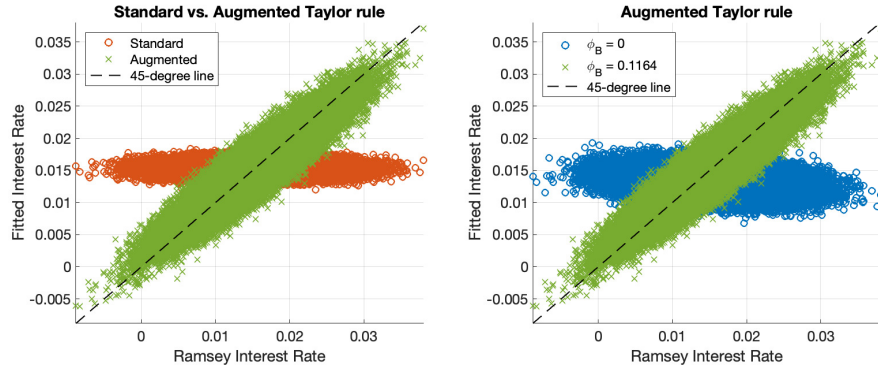 Standard vs. Augmented Taylor rule
Standard
Augmented
45-degree line
0.035
0.03
0.025
0.02
0.015
0.01
0.005
0
-0.005
Fitted Interest Rate
0
0.01
0.02
0.03
Ramsey Interest Rate
Augmented Taylor rule
ϕ_B = 0
ϕ_B = 0.1164
45-degree line
0.035
0.03
0.025
0.02
0.015
0.01
0.005
0
-0.005
Fitted Interest Rate
0
0.01
0.02
0.03
Ramsey Interest Rate